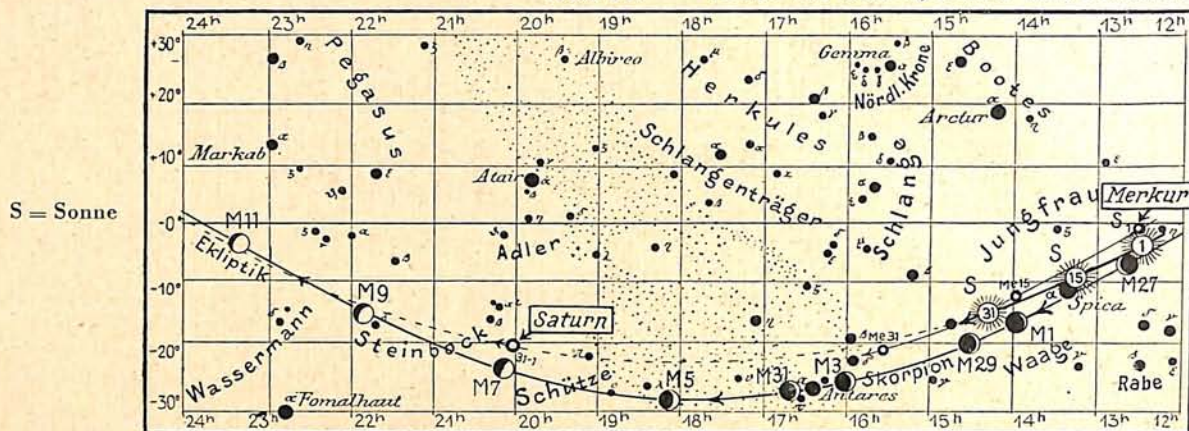 24h 23h 22h 21h 20h 19h 18h 17h 16h 15h 14h 13h 12h
+30°
Pegasus
Albireo
Herkules
Gemma
Nördl. Krone
Bootes
+20°
Arctur
+10°
Markab
Atair
Schlangenträger
Schlange
Jungfrau
Merkur
S = Sonne
-0°
M11
Adler
S
1
Ekliptik
S
15
M27
-10°
M9
S
Me15
Spica
31
M1
Saturn
Steinbock
31-1
Me31
-20°
Wassermann
M7
Schütze
M5
M31
M3
Skorpion
M29
Waage
Rabe
Antares
-30°
Fomalhaut
24h 23h 22h 21h 20h 19h 18h 17h 16h 15h 14h 13h 12h